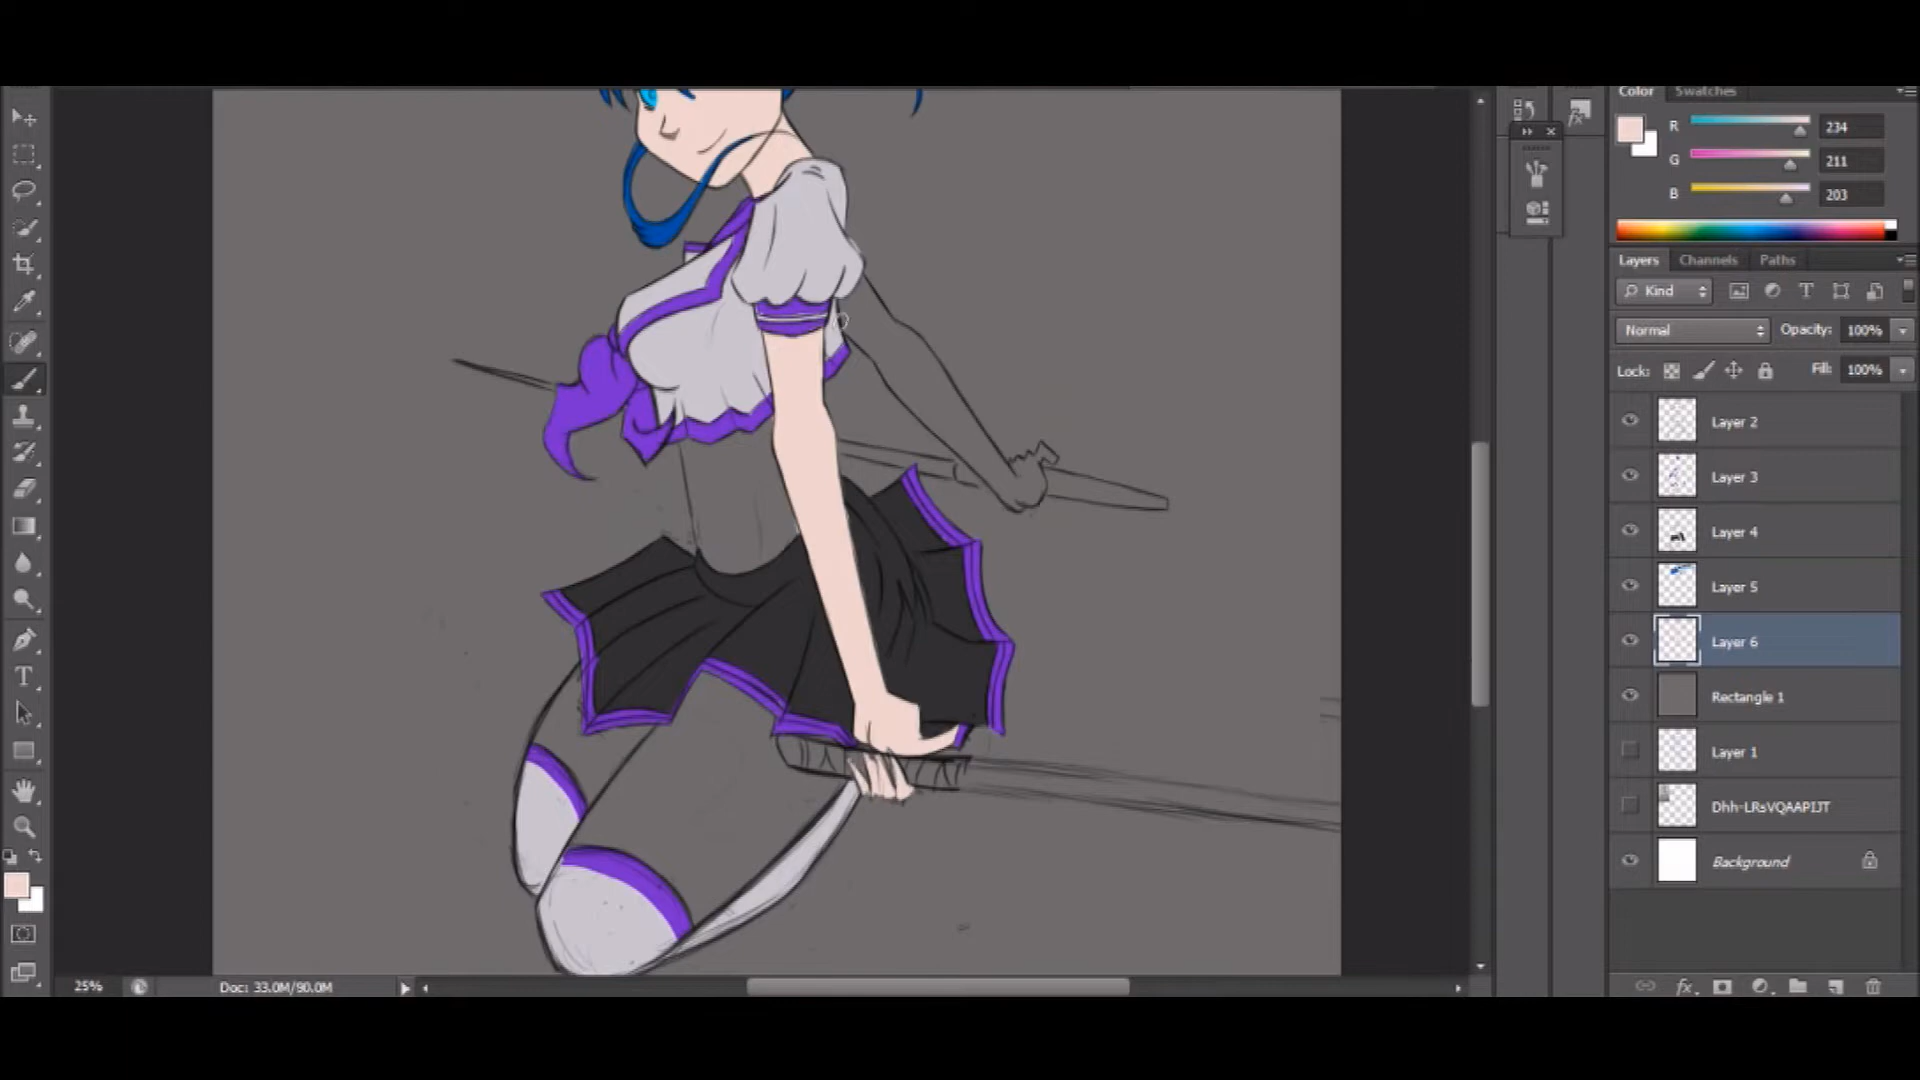 Color Swatches
R 234
G 211
B 203
Layers Channels Paths
Kind
Normal Opacity: 100%
Lock: Fill: 100%
Layer 2
Layer 3
Layer 4
Layer 5
Layer 6
Rectangle 1
Layer 1
Dhh-LRsVQAAPIJT
Background
25% Doc: 33.0M/90.0M